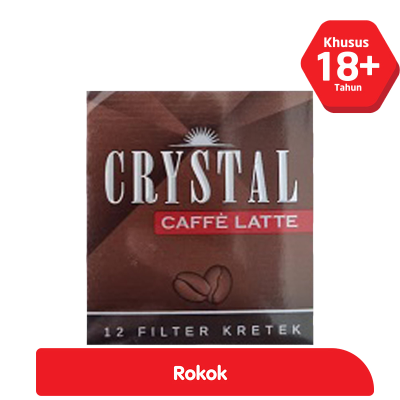 Khusus
18+
Tahun
CRYSTAL
CAFFÈ LATTE
12 FILTER KRETEK
Rokok